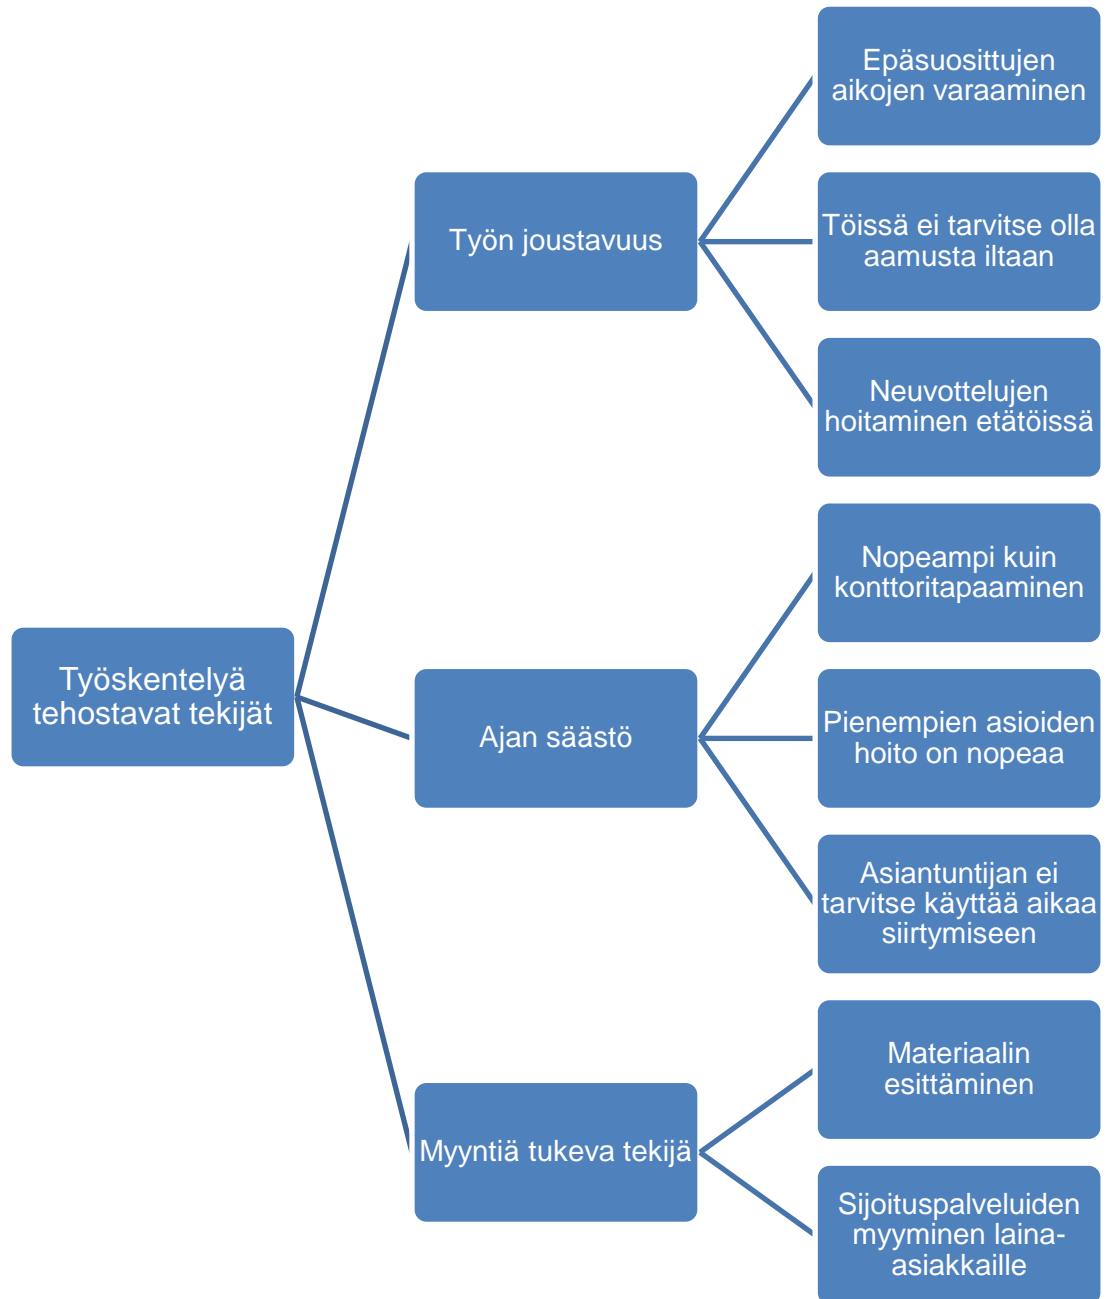 Epäsuosittujen
aikojen varaaminen
Työn joustavuus
Töissä ei tarvitse olla
aamusta iltaan
Neuvottelujen
hoitaminen etätöissä
Nopeampi kuin
konttoritapaaminen
Työskentelyä
tehostavat tekijät
Ajan säästö
Pienempien asioiden
hoito on nopeaa
Asiantuntijan ei
tarvitse käyttää aikaa
siirtymiseen
Materiaalin
esittäminen
Myyntiä tukeva tekijä
Sijoituspalveluiden
myyminen laina-
asiakkaille